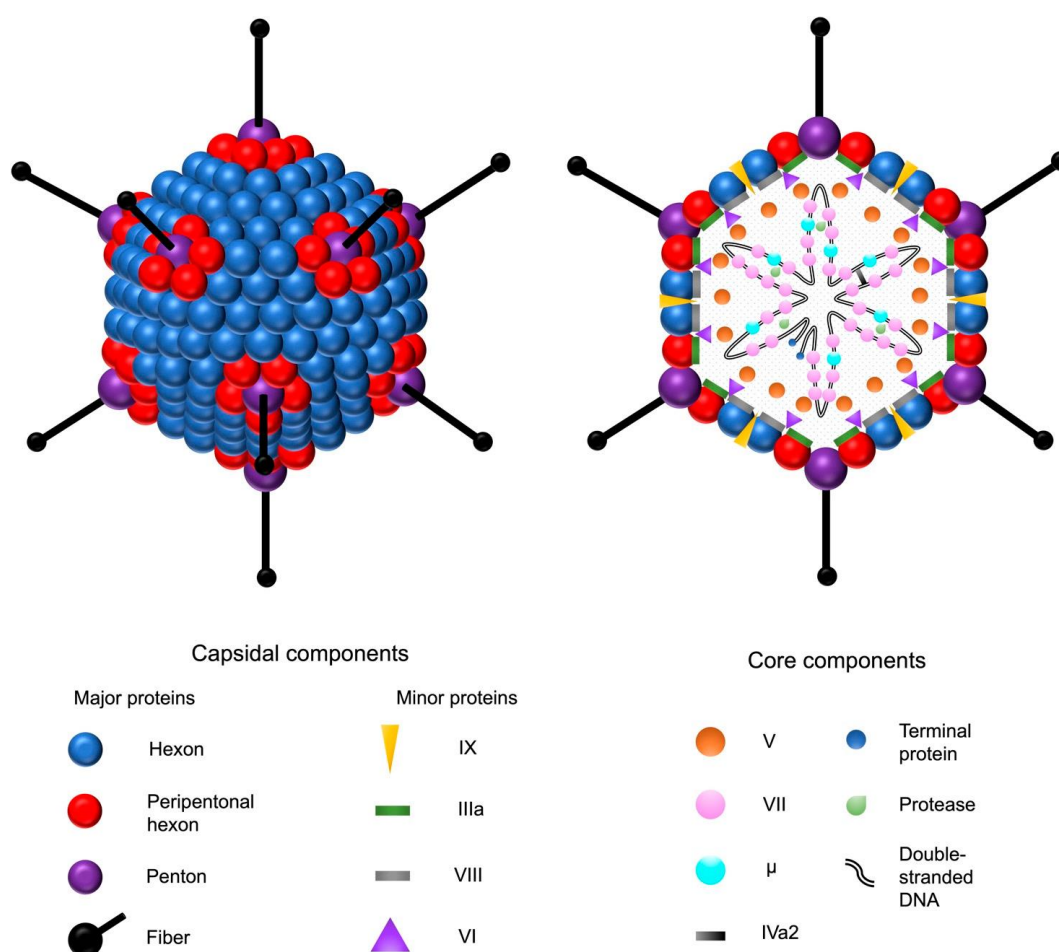 Capsidal components
Major proteins
Minor proteins
Hexon
IX
Peripentonal
hexon
IIIa
Penton
VIII
Fiber
VI
Core components
V
Terminal
protein
VII
Protease
μ
Double-
stranded
DNA
IVa2